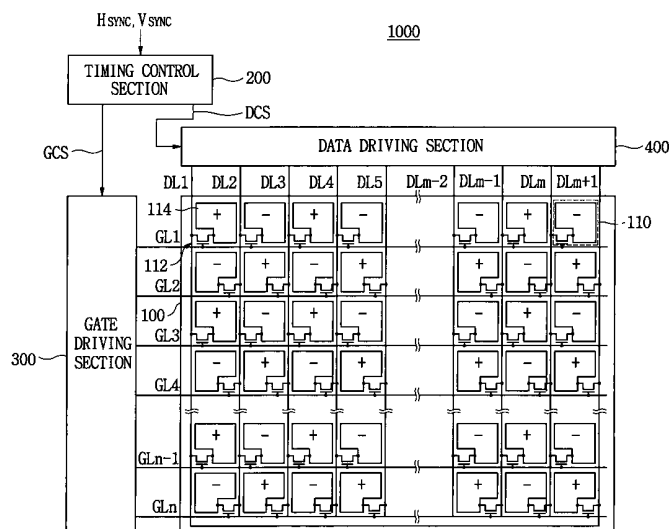 HSYNC, VSYNC
1000
TIMING CONTROL
SECTION
200
DCS
GCS
DATA DRIVING SECTION
400
DL1 DL2 DL3 DL4 DL5 DLm-2 DLm-1 DLm DLm+1
114
+ - + - - + -
110
GL1
112
- + - + + - +
GL2
100
+ - + - - + -
GL3
GATE
DRIVING
SECTION
300
- + - + + - +
GL4
+ - + - - + -
GLn-1
- + - + + - +
GLn